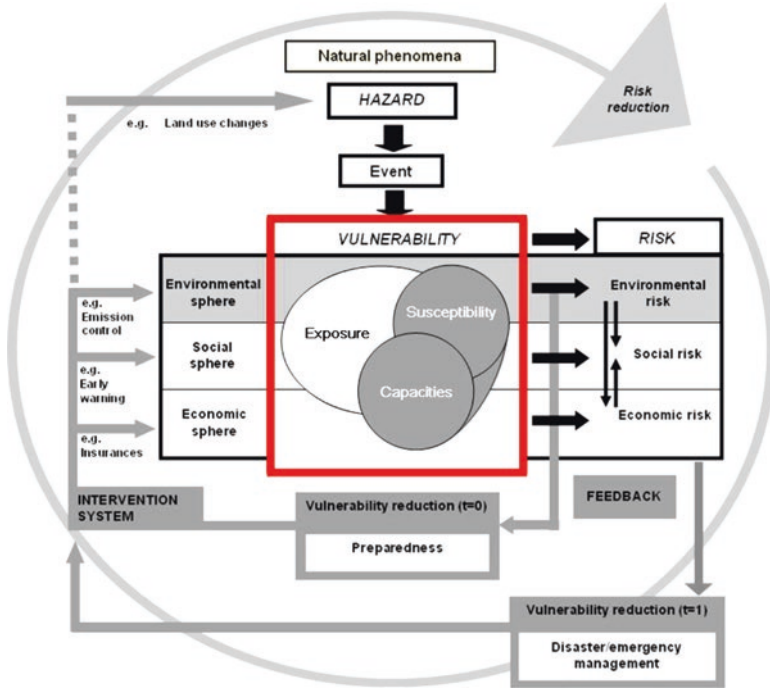 Natural phenomena
HAZARD
Risk
reduction
e.g. Land use changes
Event
VULNERABILITY
RISK
Environmental
sphere
Susceptibility
Environmental
risk
e.g.
Emission
control
Exposure
Social
sphere
Social risk
e.g.
Early
warning
Capacities
Economic
sphere
Economic risk
e.g.
Insurances
INTERVENTION
SYSTEM
Vulnerability reduction (t=0)
FEEDBACK
Preparedness
Vulnerability reduction (t=1)
Disaster/emergency
management